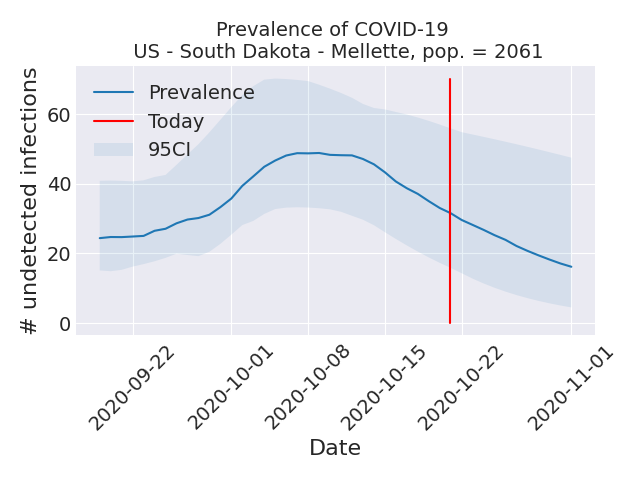 Prevalence of COVID-19
US - South Dakota - Mellette, pop. = 2061
# undetected infections
60
40
20
0
Prevalence
Today
95CI
2020-09-22
2020-10-01
2020-10-08
2020-10-15
2020-10-22
2020-11-01
Date